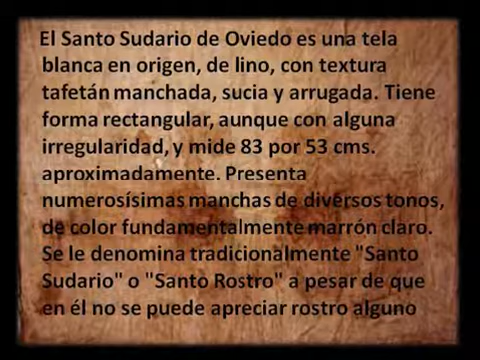 El Santo Sudario de Oviedo es una tela
blanca en origen, de lino, con textura
tafetán manchada, sucia y arrugada. Tiene
forma rectangular, aunque con alguna
irregularidad, y mide 83 por 53 cms.
aproximadamente. Presenta
numerosísimas manchas de diversos tonos,
de color fundamentalmente marrón claro.
Se le denomina tradicionalmente "Santo
Sudario" o "Santo Rostro" a pesar de que
en él no se puede apreciar rostro alguno